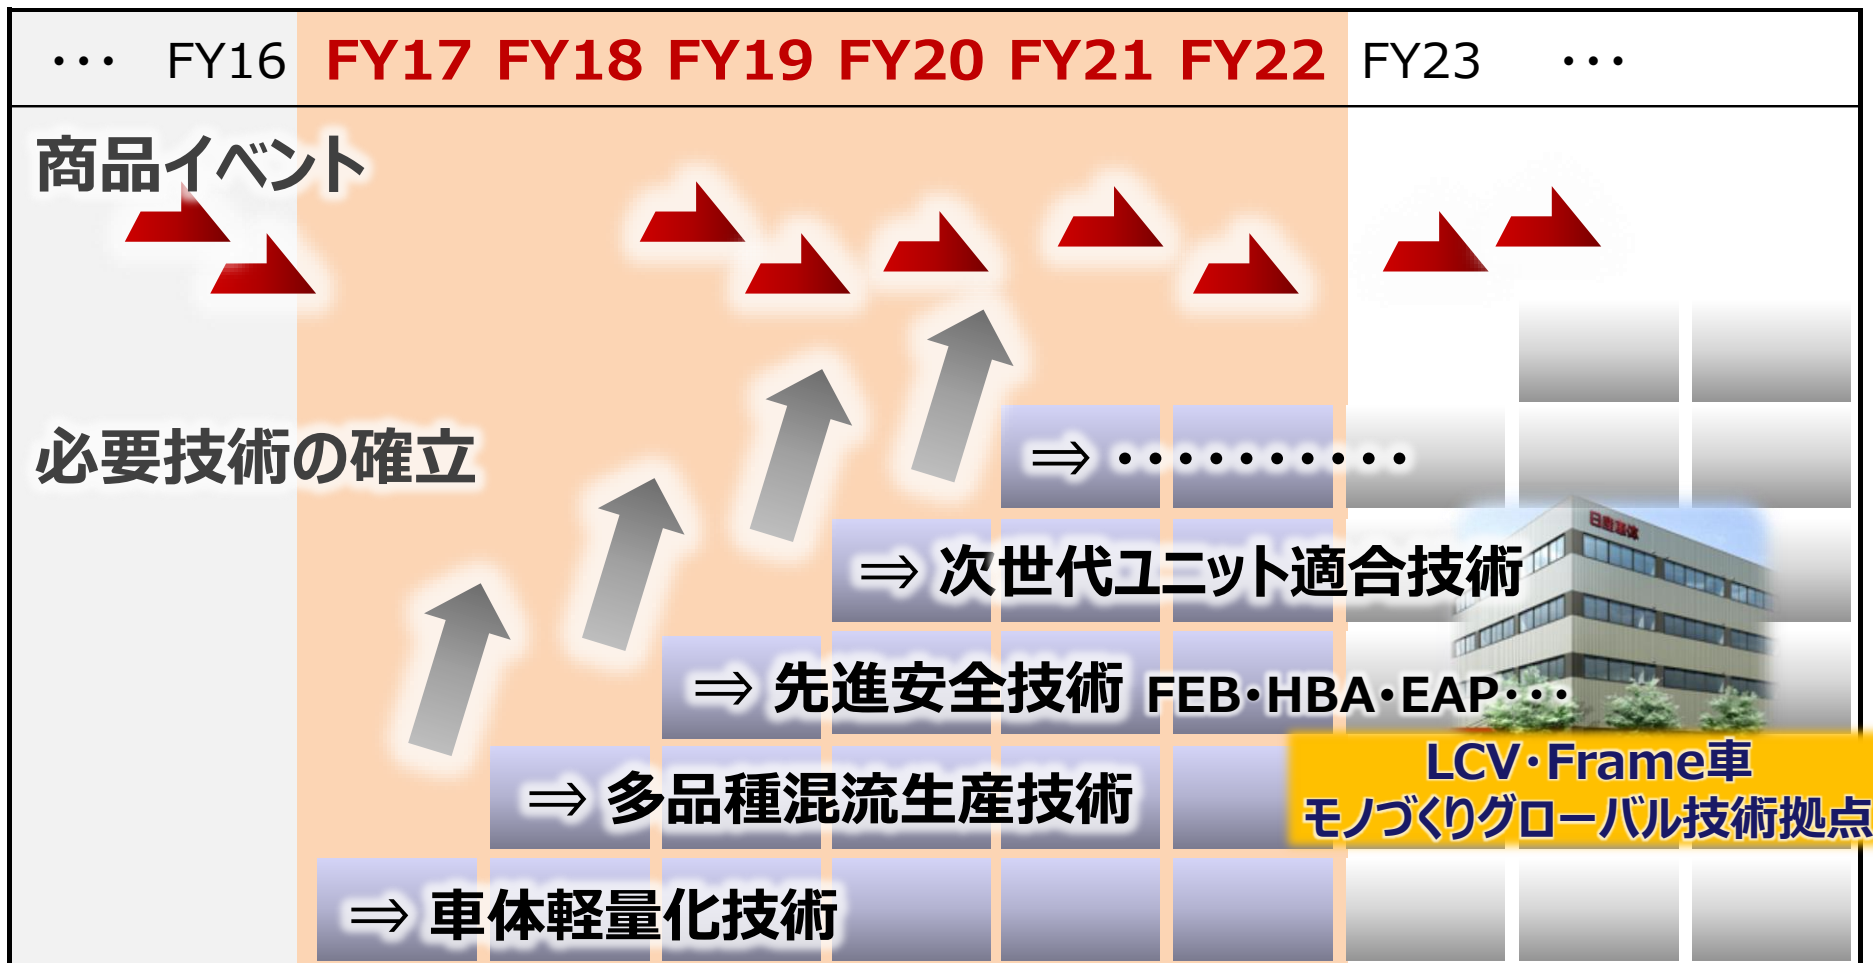 ・・・ FY16 FY17 FY18 FY19 FY20 FY21 FY22 FY23 ・・・
商品イベント
必要技術の確立
⇒ ・・・・・・・・・・
日産車体
⇒ 次世代ユニット適合技術
⇒ 先進安全技術 FEB・HBA・EAP・・・
LCV・Frame車
モノづくりグローバル技術拠点
⇒ 多品種混流生産技術
⇒ 車体軽量化技術